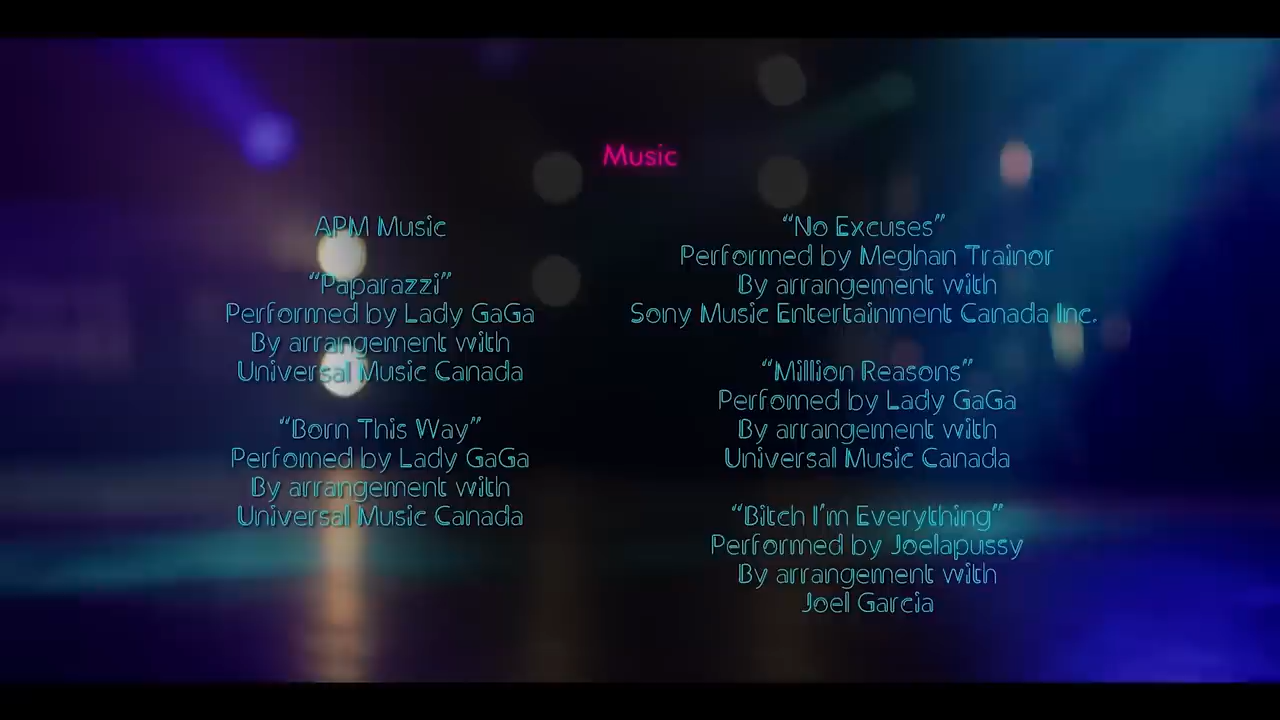 Music
APM Music
“Paparazzi”
Performed by Lady GaGa
By arrangement with
Universal Music Canada
“Born This Way”
Perfomed by Lady GaGa
By arrangement with
Universal Music Canada
“No Excuses”
Performed by Meghan Trainor
By arrangement with
Sony Music Entertainment Canada Inc.
“Million Reasons”
Perfomed by Lady GaGa
By arrangement with
Universal Music Canada
“Bitch I'm Everything”
Performed by Joelapussy
By arrangement with
Joel Garcia